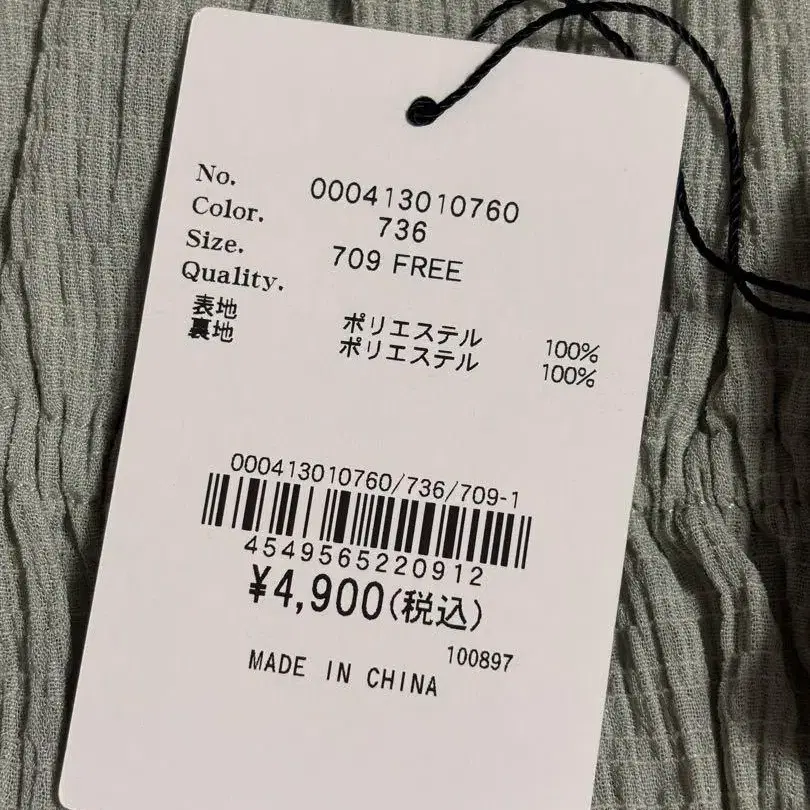 No. 000413010760
Color. 736
Size. 709 FREE
Quality.
表地 ポリエステル 100%
裏地 ポリエステル 100%
000413010760/736/709-1
4549565220912
¥4,900(税込)
100897
MADE IN CHINA